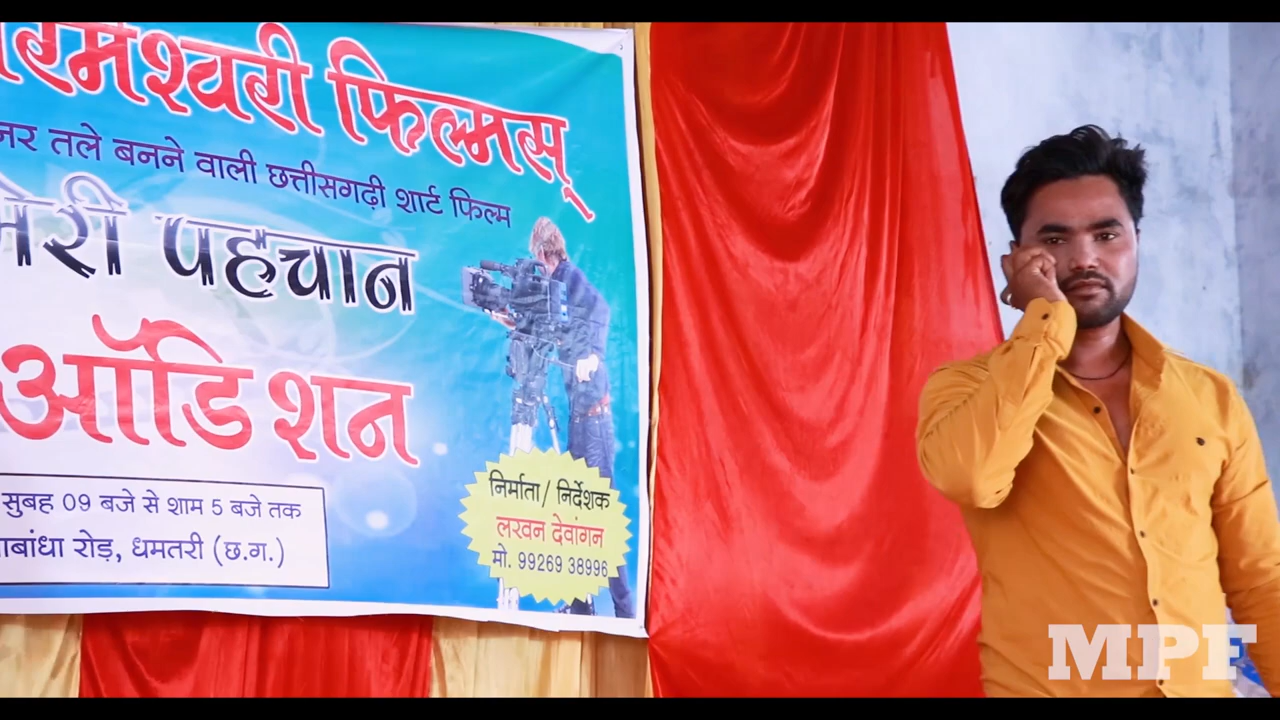 रमेश्वरी फिल्मस्
तले बनने वाली छत्तीसगढ़ी शार्ट फिल्म
मेरी पहचान
ऑडिशन
सुबह 09 बजे से शाम 5 बजे तक
बांधा रोड़, धमतरी (छ.ग.)
निर्माता/ निर्देशक
लखन देवांगन
मो. 99269 38996
MPF